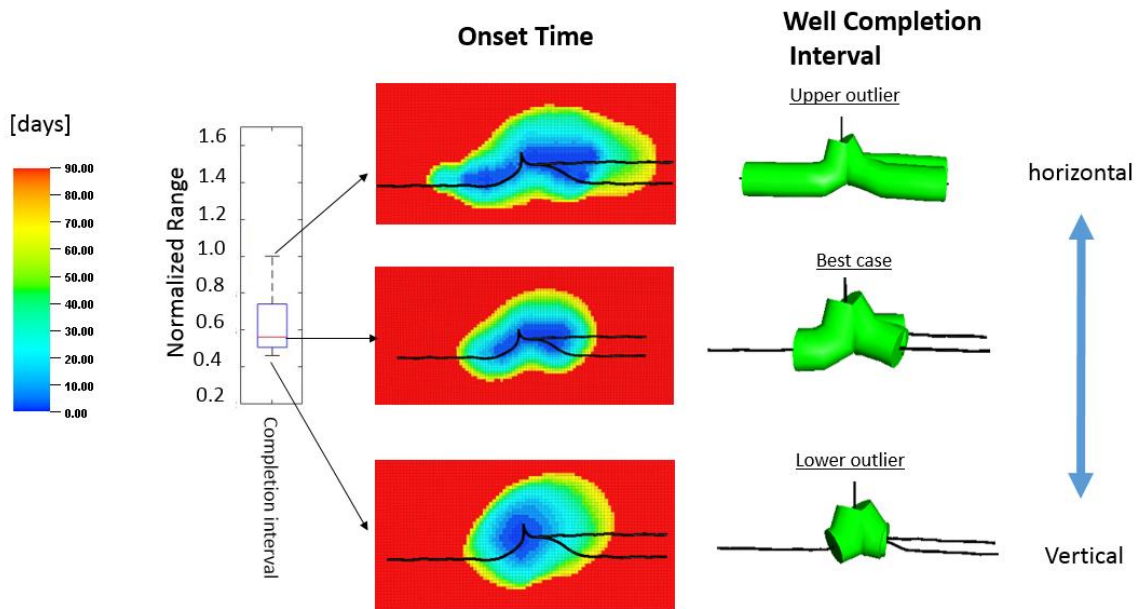 Onset Time
Well Completion
Interval
[days]
90.00
80.00
70.00
60.00
50.00
40.00
30.00
20.00
10.00
0.00
Normalized Range
1.6
1.4
1.2
1.0
0.8
0.6
0.4
0.2
Completion interval
Upper outlier
horizontal
Best case
Lower outlier
Vertical